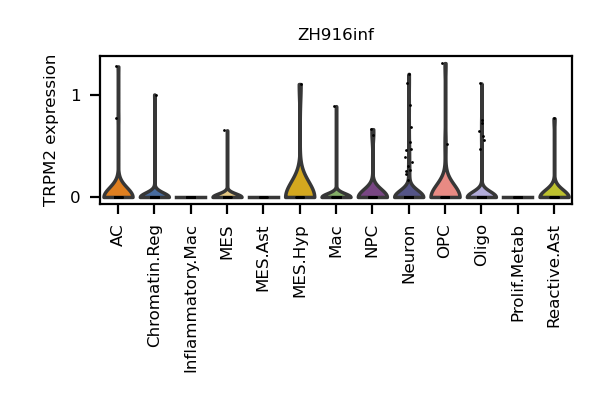 ZH916inf
TRPM2 expression
1
0
AC
Chromatin.Reg
Inflammatory.Mac
MES
MES.Ast
MES.Hyp
Mac
NPC
Neuron
OPC
Oligo
Prolif.Metab
Reactive.Ast